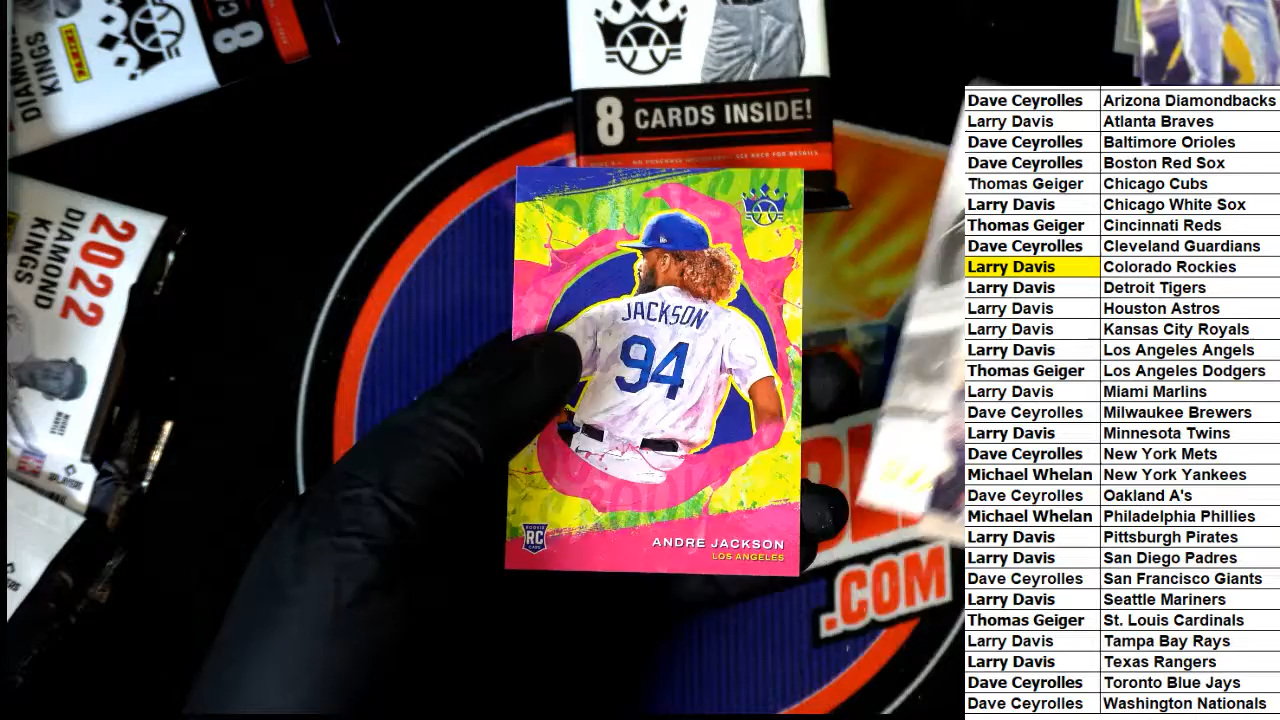 DIAMOND
KINGS
PANINI
8
8 CARDS INSIDE!
2022
DIAMOND
KINGS
MICKEY
MANTLE
JACKSON
94
ROOKIE
RC
CARD
ANDRE JACKSON
LOS ANGELES
.COM
Dave Ceyrolles Arizona Diamondbacks
Larry Davis Atlanta Braves
Dave Ceyrolles Baltimore Orioles
Dave Ceyrolles Boston Red Sox
Thomas Geiger Chicago Cubs
Larry Davis Chicago White Sox
Thomas Geiger Cincinnati Reds
Dave Ceyrolles Cleveland Guardians
Larry Davis Colorado Rockies
Larry Davis Detroit Tigers
Larry Davis Houston Astros
Larry Davis Kansas City Royals
Larry Davis Los Angeles Angels
Thomas Geiger Los Angeles Dodgers
Larry Davis Miami Marlins
Dave Ceyrolles Milwaukee Brewers
Larry Davis Minnesota Twins
Dave Ceyrolles New York Mets
Michael Whelan New York Yankees
Dave Ceyrolles Oakland A's
Michael Whelan Philadelphia Phillies
Larry Davis Pittsburgh Pirates
Larry Davis San Diego Padres
Dave Ceyrolles San Francisco Giants
Larry Davis Seattle Mariners
Thomas Geiger St. Louis Cardinals
Larry Davis Tampa Bay Rays
Larry Davis Texas Rangers
Dave Ceyrolles Toronto Blue Jays
Dave Ceyrolles Washington Nationals